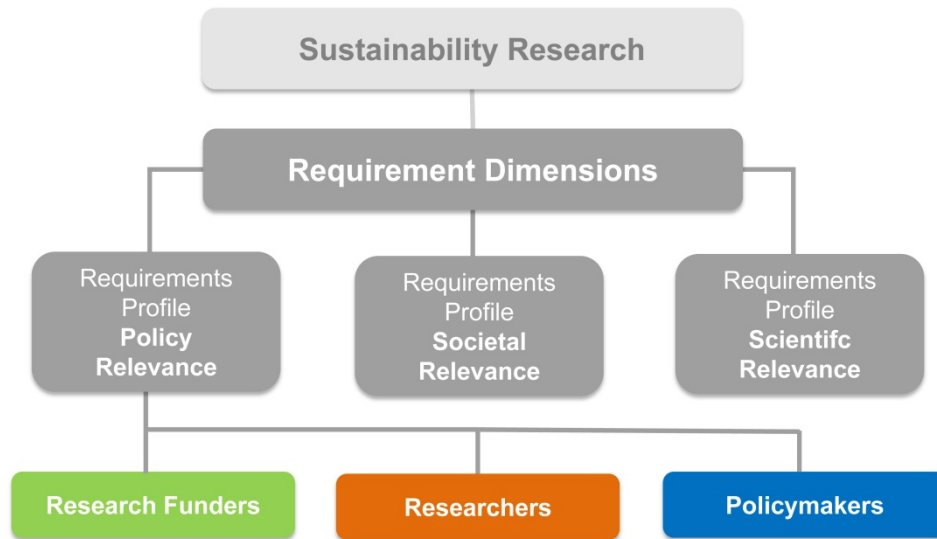 Sustainability Research
Requirement Dimensions
Requirements
Profile
Policy
Relevance
Requirements
Profile
Societal
Relevance
Requirements
Profile
Scientifc
Relevance
Research Funders
Researchers
Policymakers